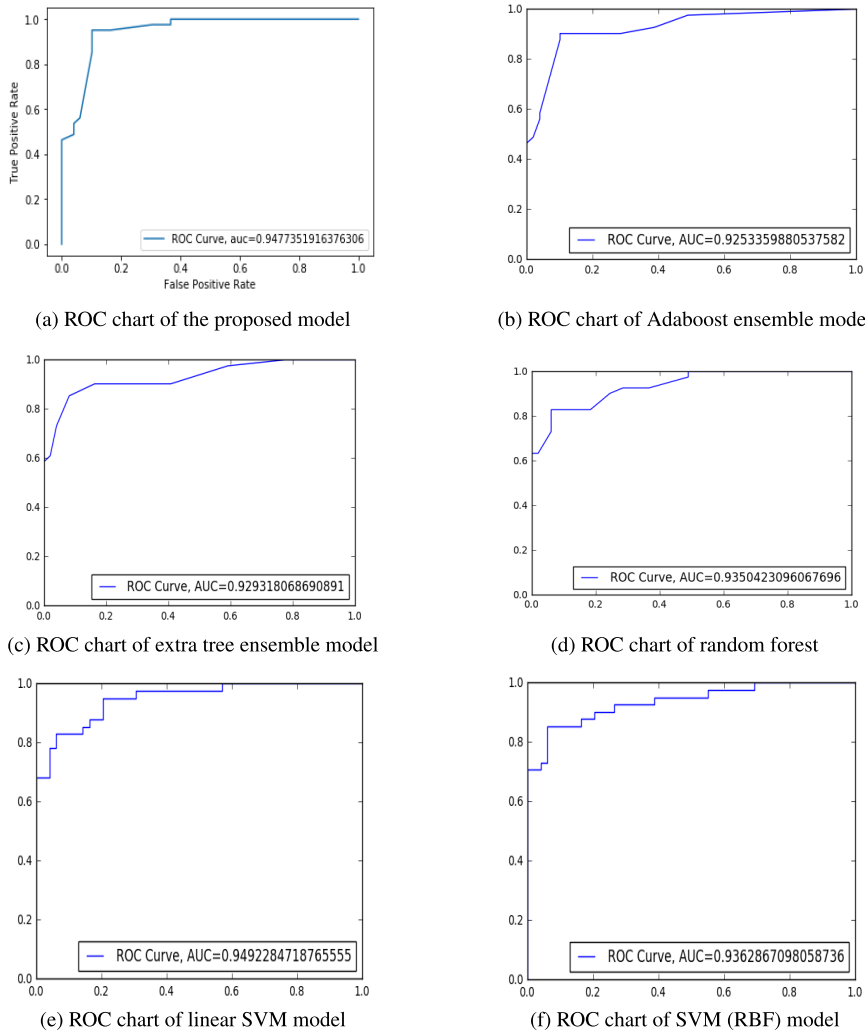 1.0
0.8
0.6
0.4
0.2
0.0
True Positive Rate
ROC Curve, auc=0.9477351916376306
0.0 0.2 0.4 0.6 0.8 1.0
False Positive Rate
(a) ROC chart of the proposed model
1.0
0.8
0.6
0.4
0.2
0.0
ROC Curve, AUC=0.9253359880537582
0.0 0.2 0.4 0.6 0.8 1.0
(b) ROC chart of Adaboost ensemble mode
1.0
0.8
0.6
0.4
0.2
0.0
ROC Curve, AUC=0.929318068690891
0.0 0.2 0.4 0.6 0.8 1.0
(c) ROC chart of extra tree ensemble model
1.0
0.8
0.6
0.4
0.2
0.0
ROC Curve, AUC=0.9350423096067696
0.0 0.2 0.4 0.6 0.8 1.0
(d) ROC chart of random forest
1.0
0.8
0.6
0.4
0.2
0.0
ROC Curve, AUC=0.9492284718765555
0.0 0.2 0.4 0.6 0.8 1.0
(e) ROC chart of linear SVM model
1.0
0.8
0.6
0.4
0.2
0.0
ROC Curve, AUC=0.9362867098058736
0.0 0.2 0.4 0.6 0.8 1.0
(f) ROC chart of SVM (RBF) model